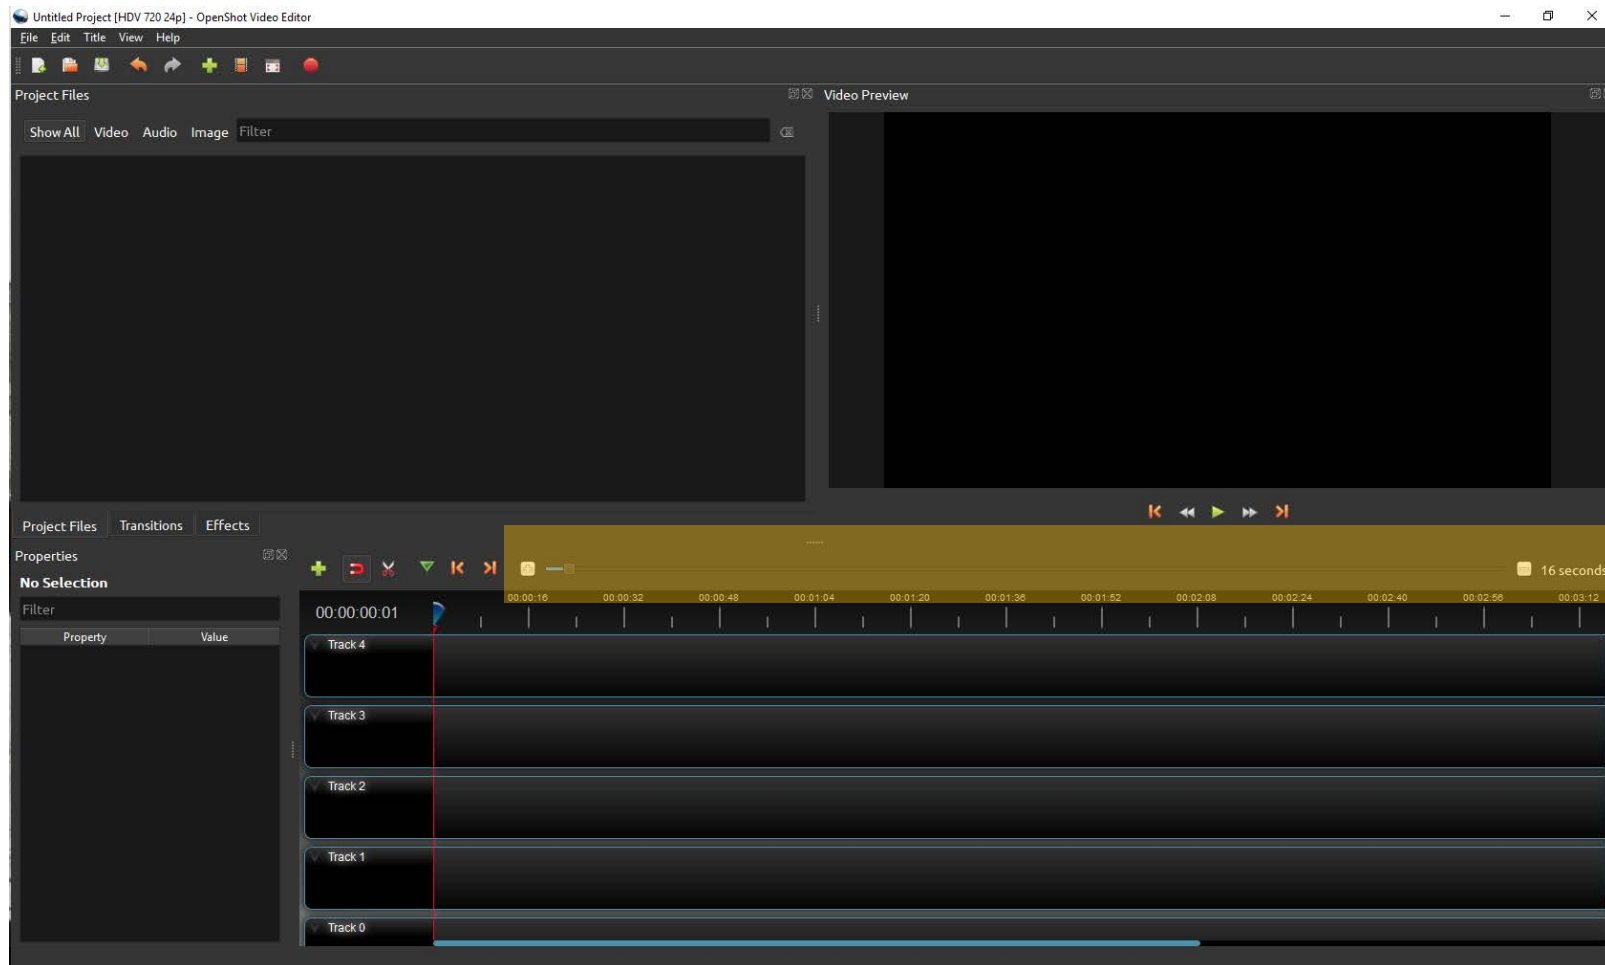 Untitled Project [HDV 720 24p] - OpenShot Video Editor
File Edit Title View Help
Project Files
Video Preview
Show All Video Audio Image Filter
Project Files Transitions Effects
Properties
No Selection
16 seconds
Filter
00:00:00:01
00:00:16 00:00:32 00:00:48 00:01:04 00:01:20 00:01:36 00:01:52 00:02:08 00:02:24 00:02:40 00:02:56 00:03:12
Property Value
Track 4
Track 3
Track 2
Track 1
Track 0